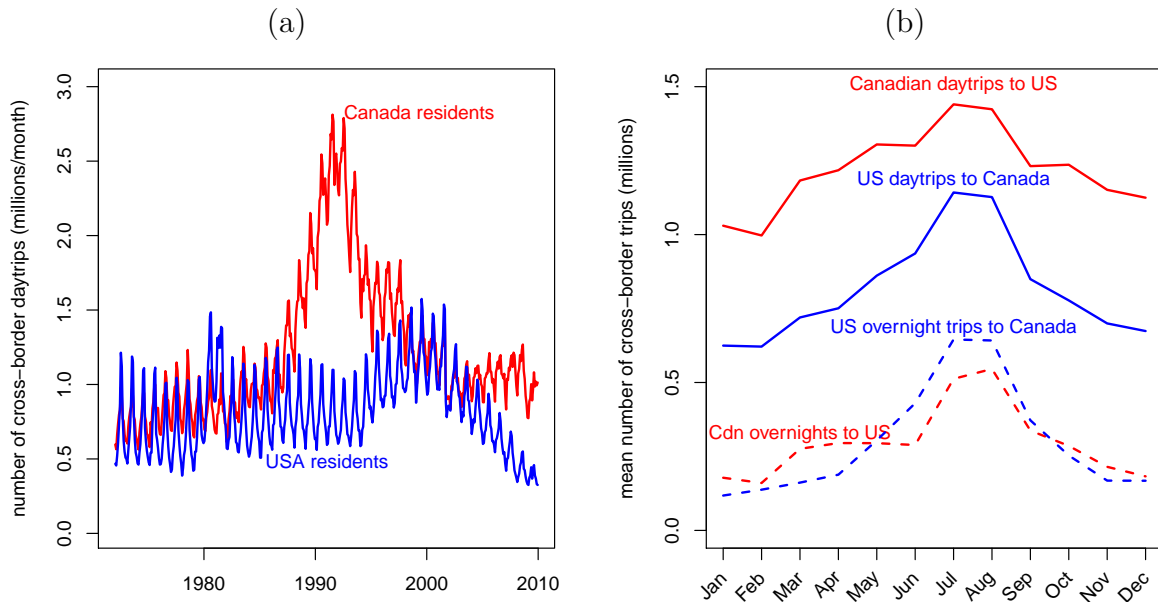 (a)
number of cross−border daytrips (millions/month)
3.0
2.5
2.0
1.5
1.0
0.5
0.0
Canada residents
USA residents
1980
1990
2000
2010
(b)
mean number of cross−border trips (millions)
1.5
1.0
0.5
0.0
Canadian daytrips to US
US daytrips to Canada
US overnight trips to Canada
Cdn overnights to US
Jan
Feb
Mar
Apr
May
Jun
Jul
Aug
Sep
Oct
Nov
Dec